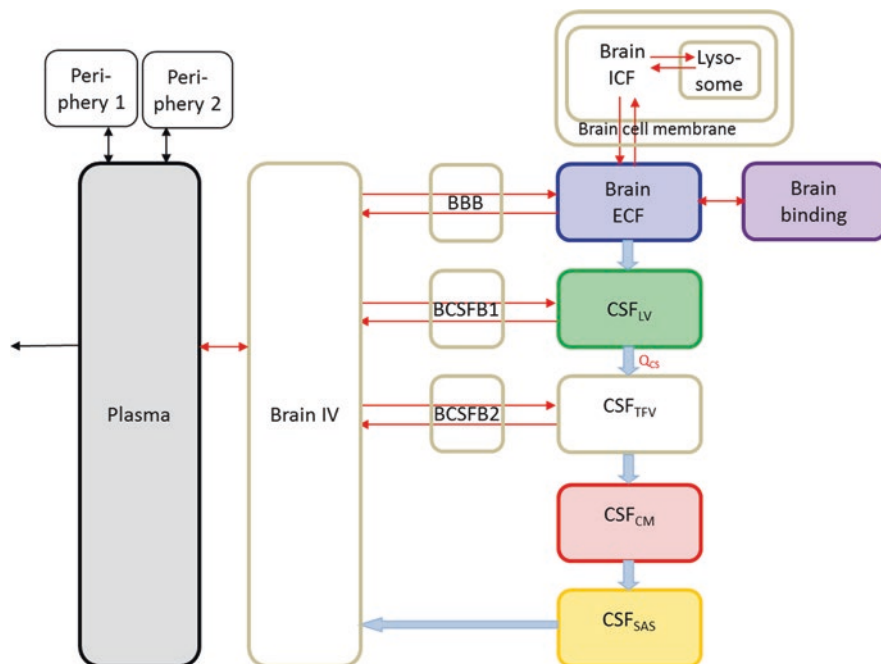 Brain
ICF
Lyso-
some
Brain cell membrane
Peri-
phery 1
Peri-
phery 2
Plasma
Brain IV
BBB
Brain
ECF
Brain
binding
BCSFB1
CSF_LV
Q_CS
BCSFB2
CSF_TFV
CSF_CM
CSF_SAS